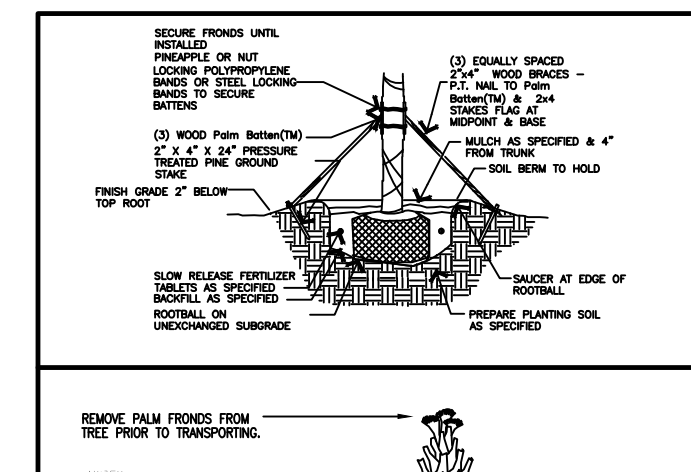 SECURE FRONDS UNTIL
INSTALLED
PINEAPPLE OR NUT
LOCKING POLYPROPYLENE
BANDS OR STEEL LOCKING
BANDS TO SECURE
BATTENS
(3) WOOD Palm Batten(TM)
2" X 4" X 24" PRESSURE
TREATED PINE GROUND
STAKE
FINISH GRADE 2" BELOW
TOP ROOT
SLOW RELEASE FERTILIZER
TABLETS AS SPECIFIED
BACKFILL AS SPECIFIED
ROOTBALL ON
UNEXCHANGED SUBGRADE
(3) EQUALLY SPACED
2"x4" WOOD BRACES -
P.T. NAIL TO Palm
Batten(TM) & 2x4
STAKES FLAG AT
MIDPOINT & BASE
MULCH AS SPECIFIED & 4"
FROM TRUNK
SOIL BERM TO HOLD
SAUCER AT EDGE OF
ROOTBALL
PREPARE PLANTING SOIL
AS SPECIFIED
REMOVE PALM FRONDS FROM
TREE PRIOR TO TRANSPORTING.